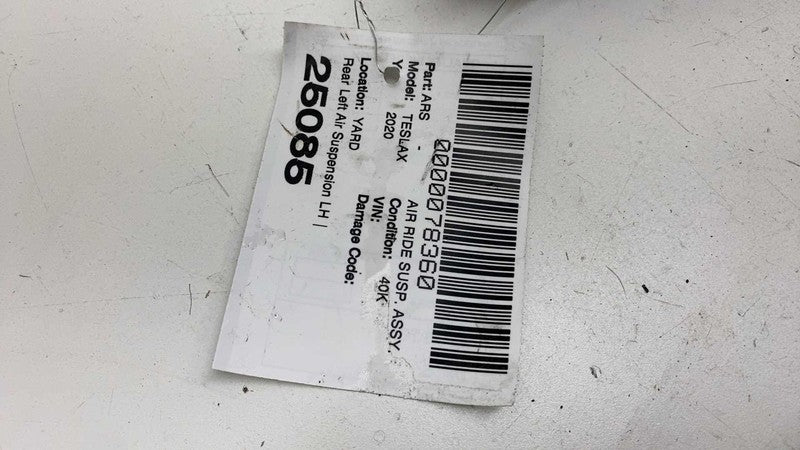 0000078360
Part: ARS - AIR RIDE SUSP. ASSY.
Model: TESLAX Condition: 40K
Y 2020 VIN:
Location: YARD Damage Code:
Rear Left Air Suspension LH |
25085